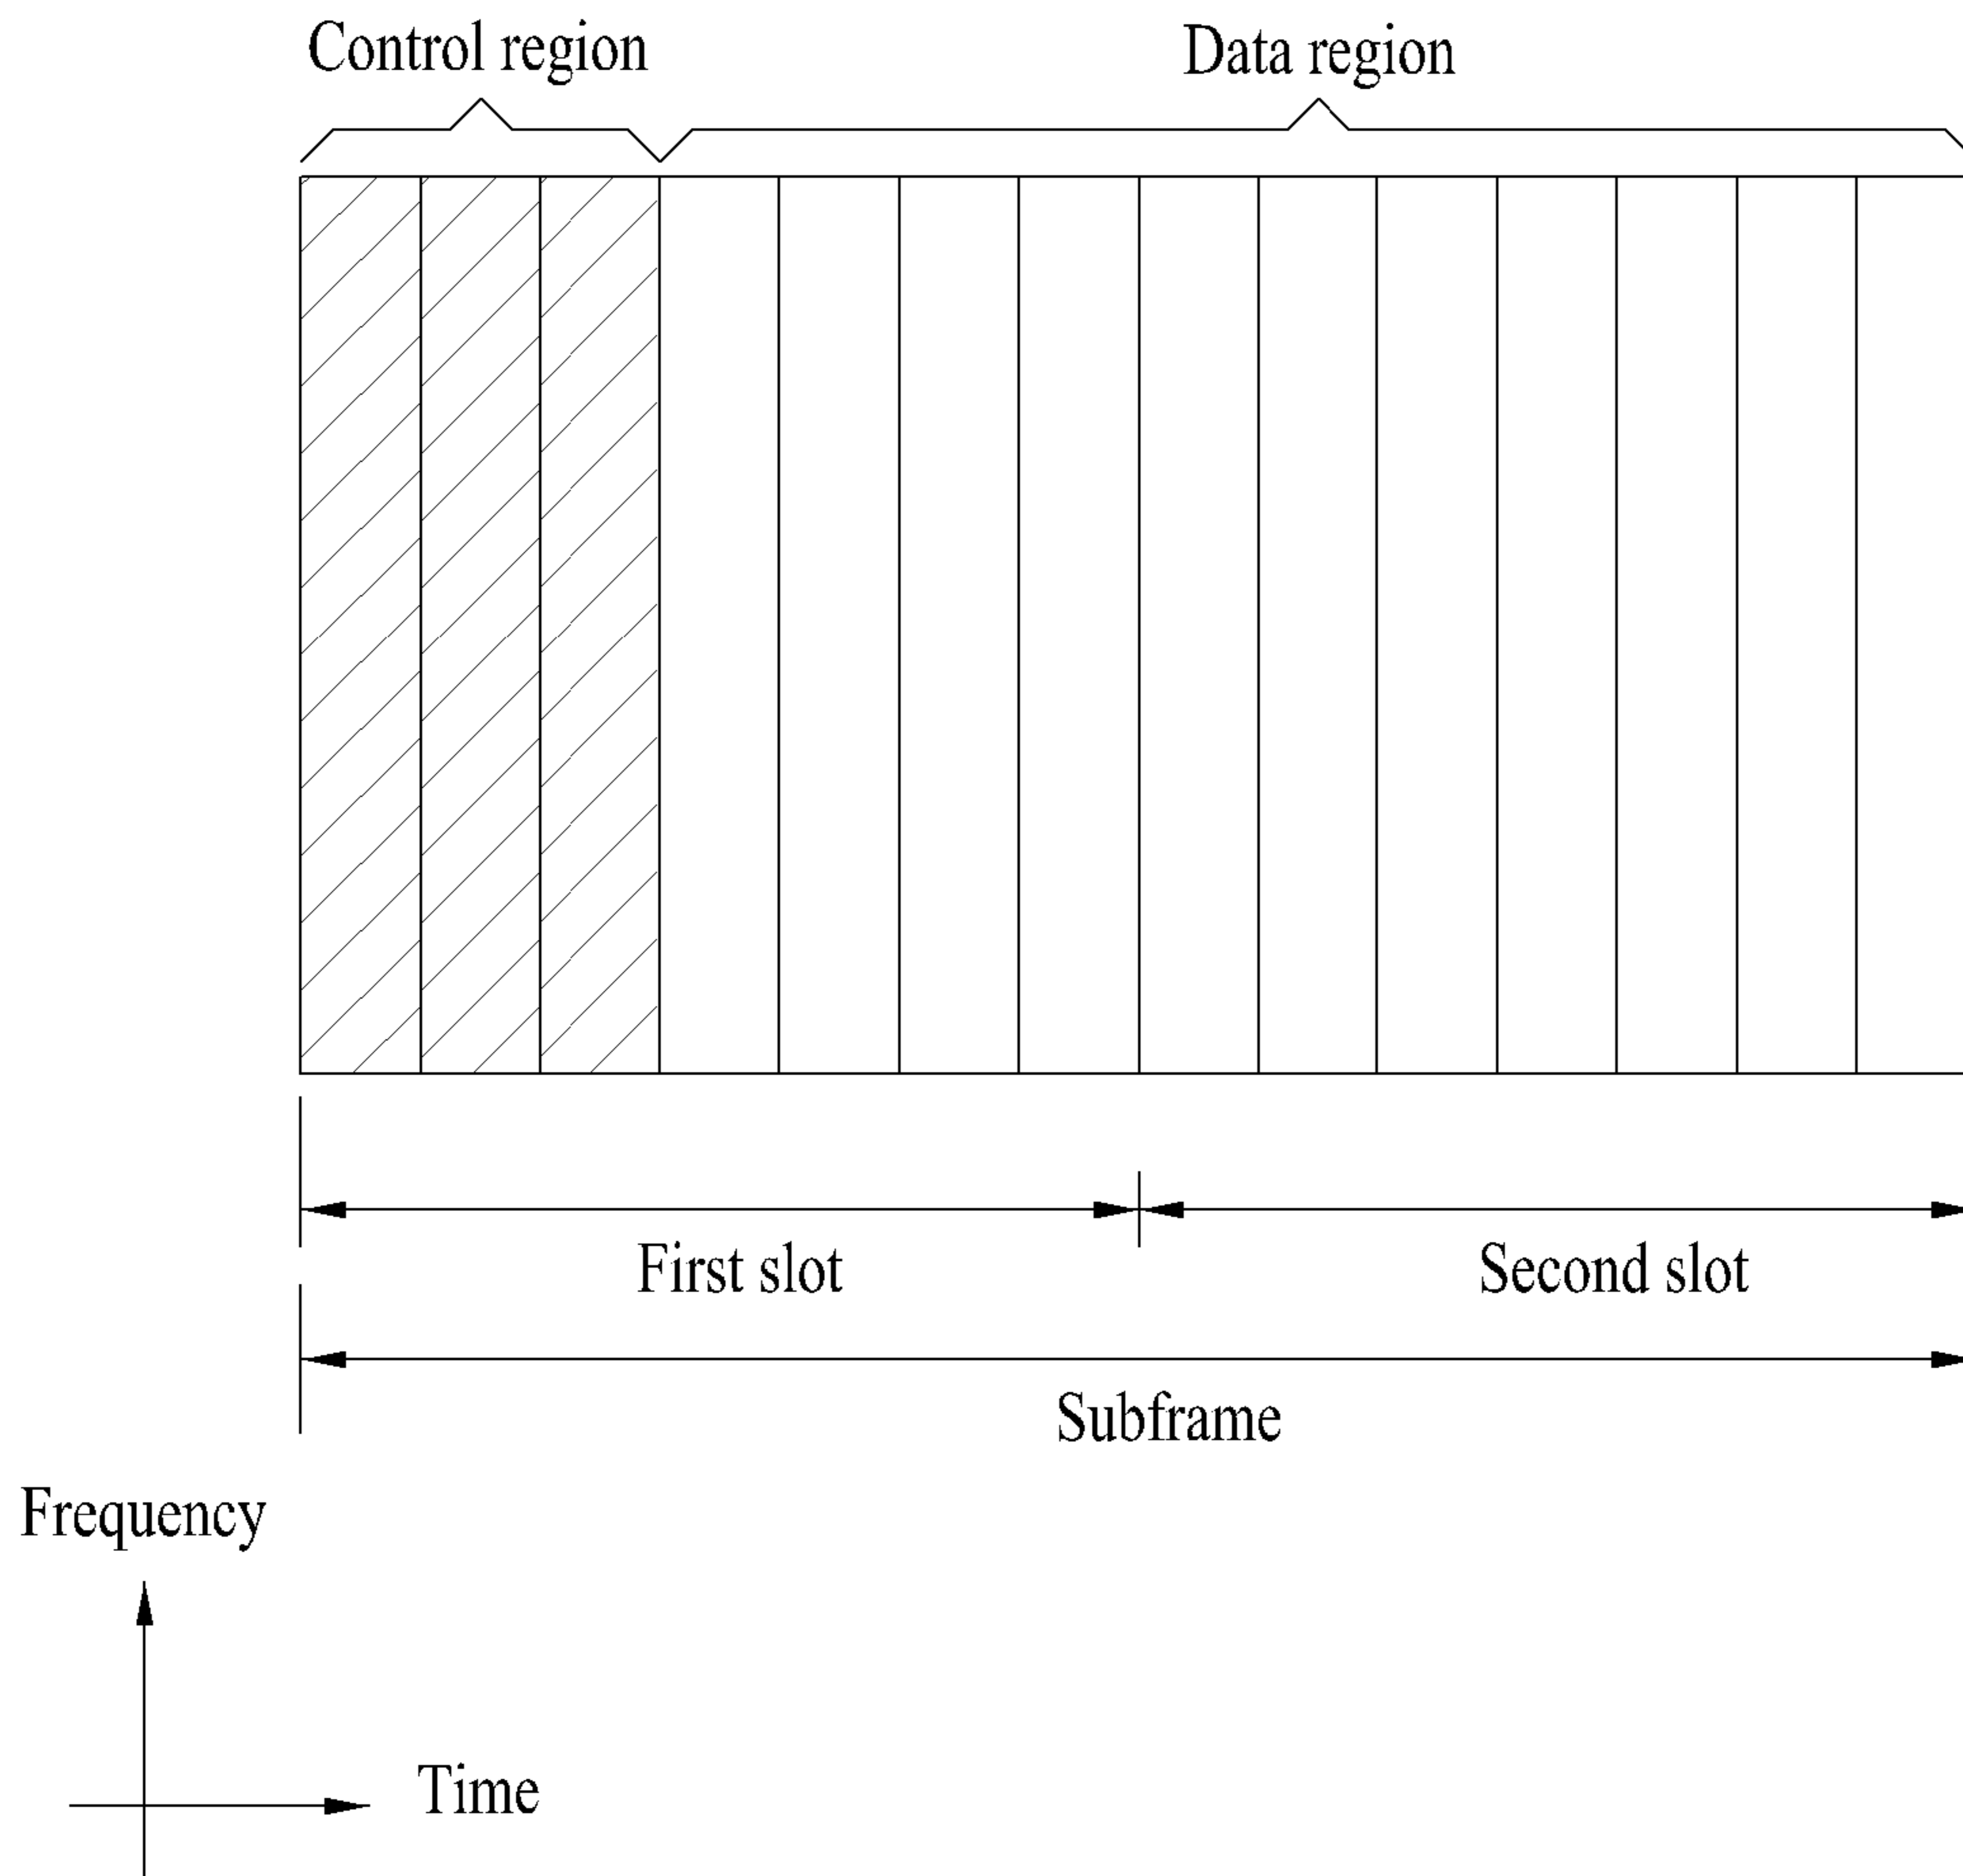 Control region
Data region
First slot
Second slot
Subframe
Frequency
Time